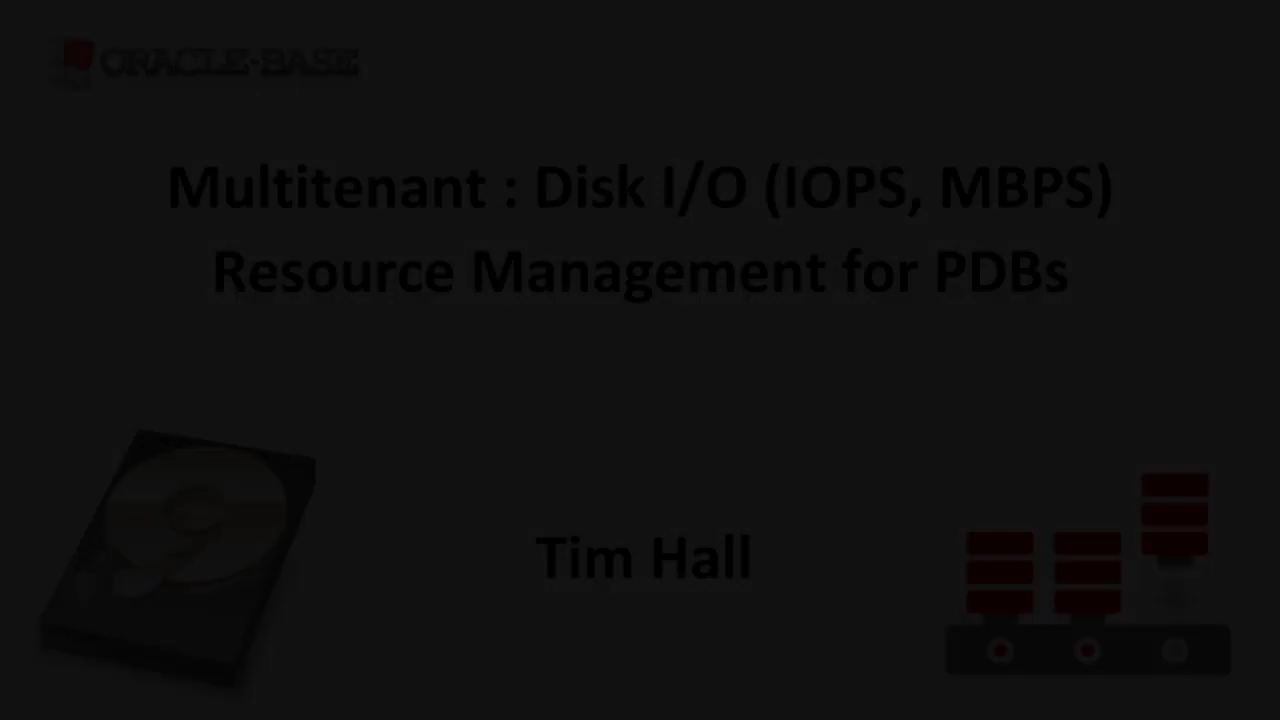 ORACLE-BASE
Multitenant : Disk I/O (IOPS, MBPS)
Resource Management for PDBs
Tim Hall